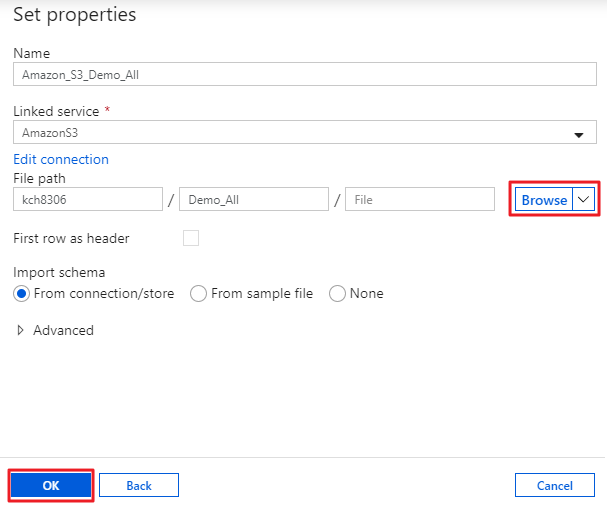 Set properties
Name
Amazon_S3_Demo_All
Linked service *
AmazonS3
Edit connection
File path
kch8306 / Demo_All / File Browse
First row as header
Import schema
From connection/store From sample file None
Advanced
OK Back Cancel